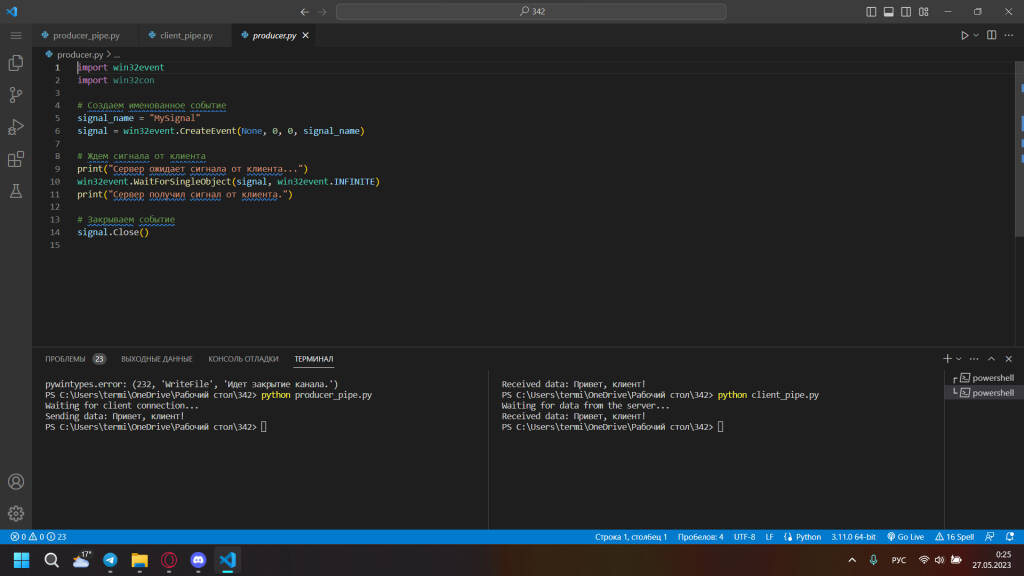 342
producer_pipe.py
client_pipe.py
producer.py
producer.py > ...
1 import win32event
2 import win32con
3
4 # Создаем именованное событие
5 signal_name = "MySignal"
6 signal = win32event.CreateEvent(None, 0, 0, signal_name)
7
8 # Ждем сигнала от клиента
9 print("Сервер ожидает сигнала от клиента...")
10 win32event.WaitForSingleObject(signal, win32event.INFINITE)
11 print("Сервер получил сигнал от клиента.")
12
13 # Закрываем событие
14 signal.Close()
15
ПРОБЛЕМЫ 23 ВЫХОДНЫЕ ДАННЫЕ КОНСОЛЬ ОТЛАДКИ ТЕРМИНАЛ
pywintypes.error: (232, 'WriteFile', 'Идет закрытие канала.')
PS C:\Users\termi\OneDrive\Рабочий стол\342> python producer_pipe.py
Waiting for client connection...
Sending data: Привет, клиент!
PS C:\Users\termi\OneDrive\Рабочий стол\342>
Received data: Привет, клиент!
PS C:\Users\termi\OneDrive\Рабочий стол\342> python client_pipe.py
Waiting for data from the server...
Received data: Привет, клиент!
PS C:\Users\termi\OneDrive\Рабочий стол\342>
powershell
powershell
0 0 23
Строка 1, столбец 1 Пробелов: 4 UTF-8 LF Python 3.11.0 64-bit Go Live 16 Spell
17°
РУС
0:25
27.05.2023